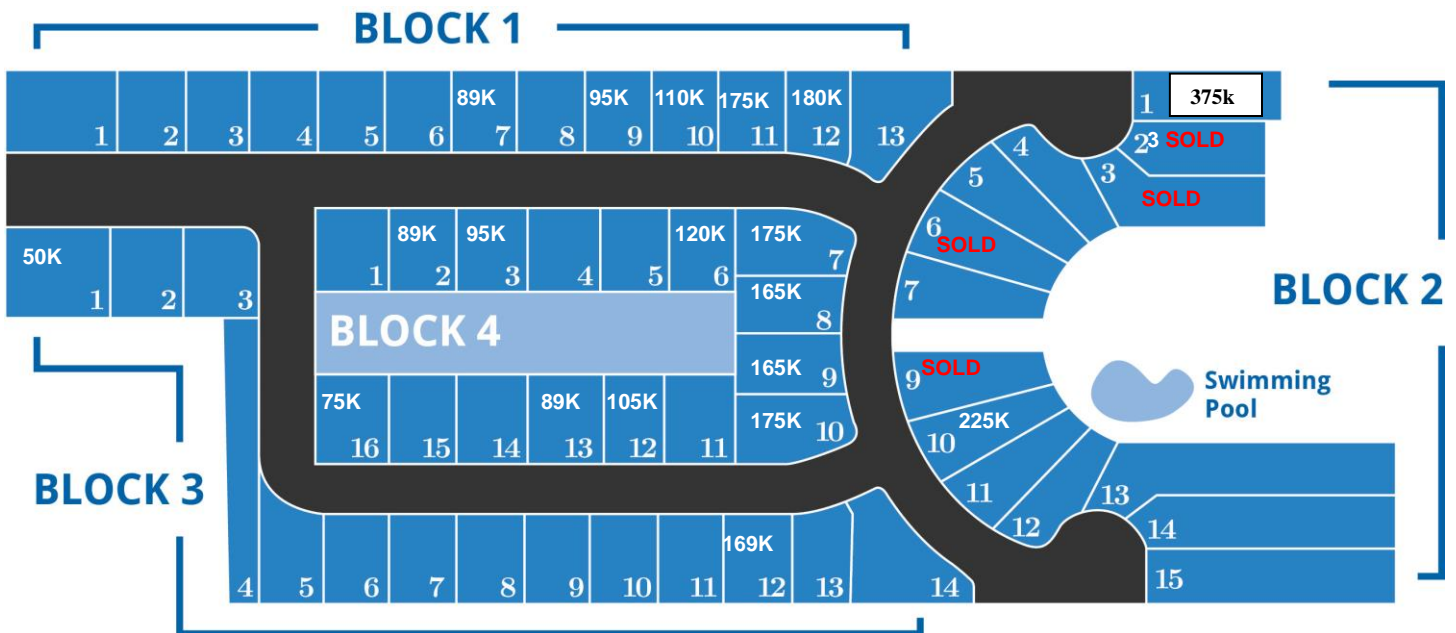 BLOCK 1
89K 95K 110K 175K 180K
1 2 3 4 5 6 7 8 9 10 11 12 13
1 375k
23 SOLD
3
SOLD
4
5
6
SOLD
7
BLOCK 2
50K
1 2 3
89K 95K 120K 175K
1 2 3 4 5 6 7
165K
8
BLOCK 4
165K
9
75K 89K 105K 175K
16 15 14 13 12 11 10
9 SOLD
10 225K
11
12
13
14
15
Swimming
Pool
BLOCK 3
169K
4 5 6 7 8 9 10 11 12 13 14